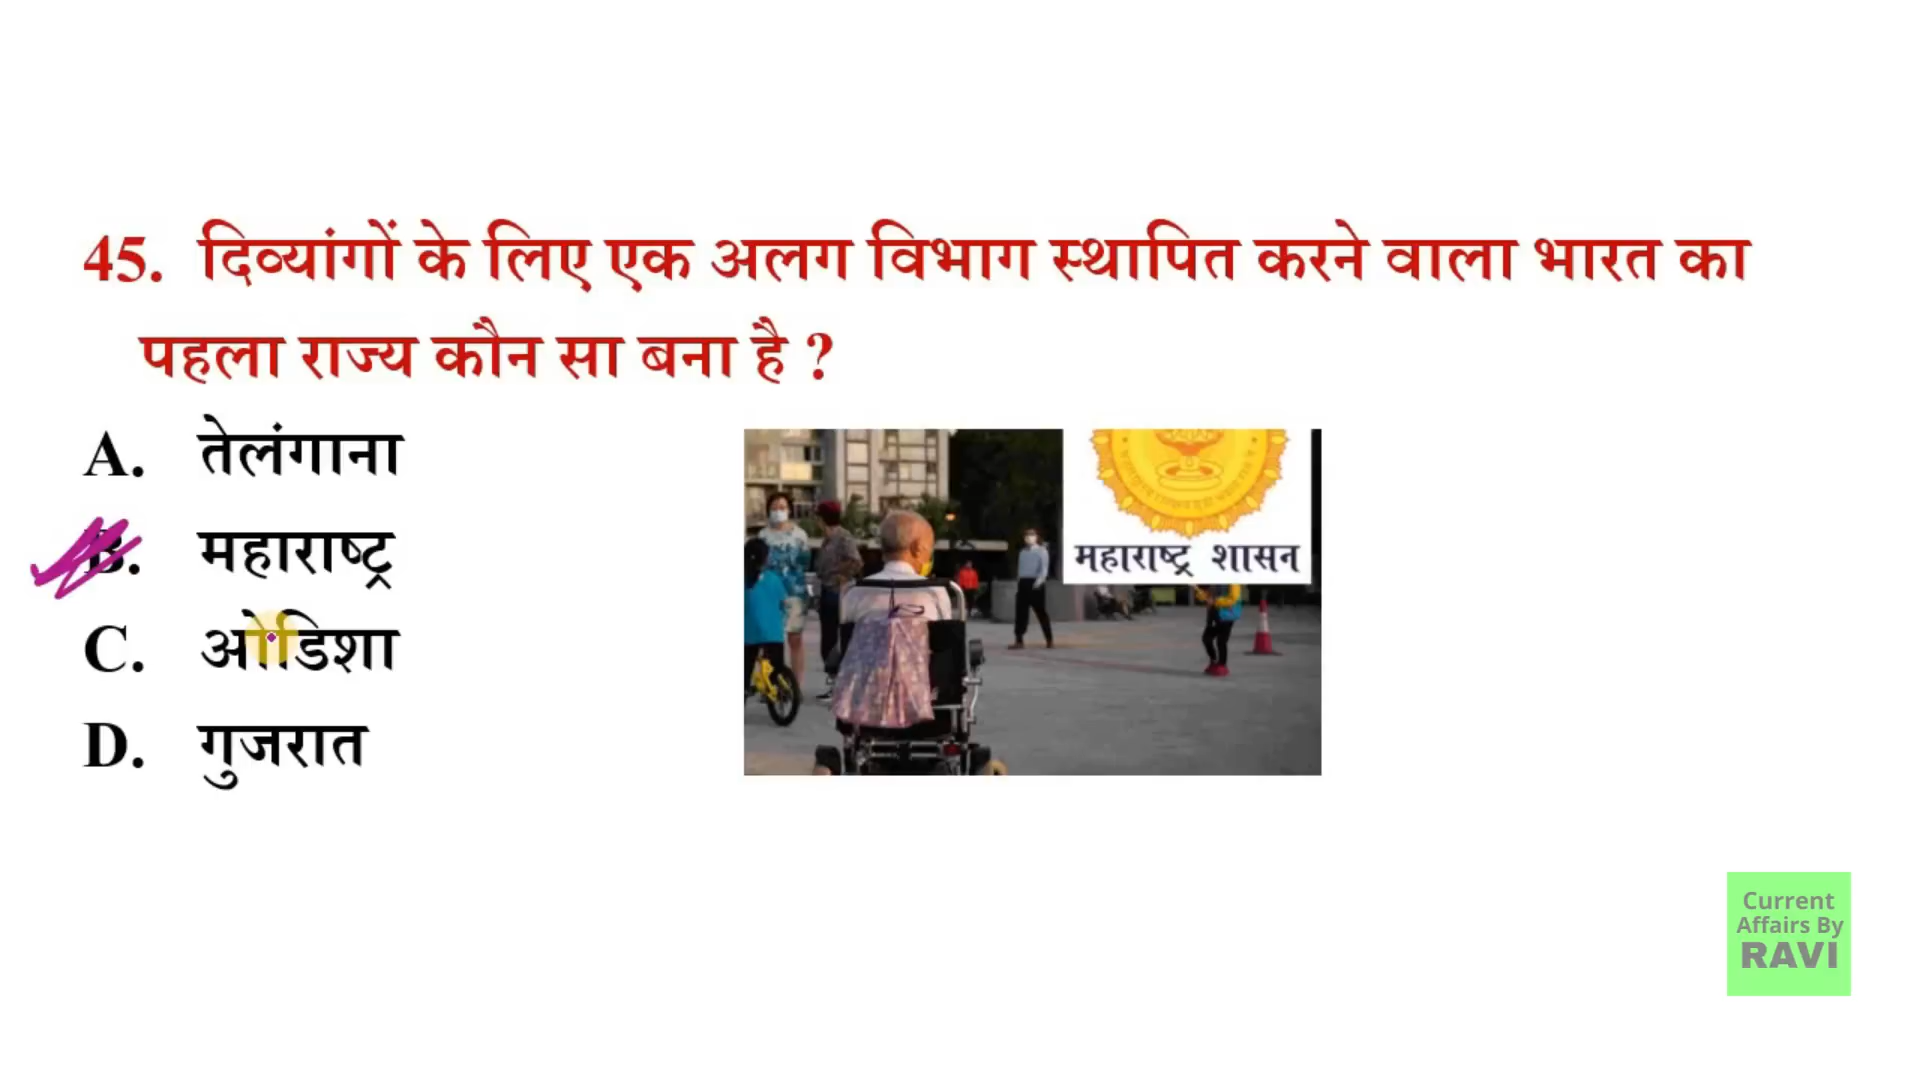 45. दिव्यांगों के लिए एक अलग विभाग स्थापित करने वाला भारत का
पहला राज्य कौन सा बना है ?
A. तेलंगाना
B. महाराष्ट्र
C. ओडिशा
D. गुजरात
महाराष्ट्र शासन
Current
Affairs By
RAVI